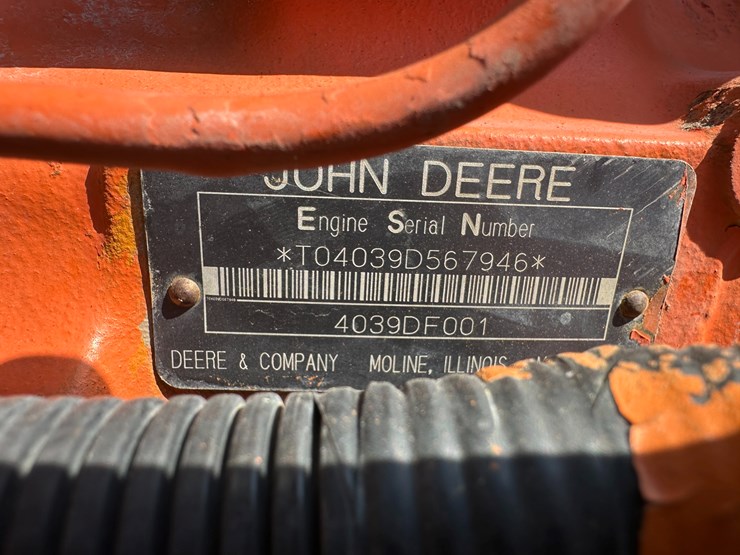 JOHN DEERE
Engine Serial Number
*T04039D567946*
4039DF001
DEERE & COMPANY MOLINE, ILLINOIS